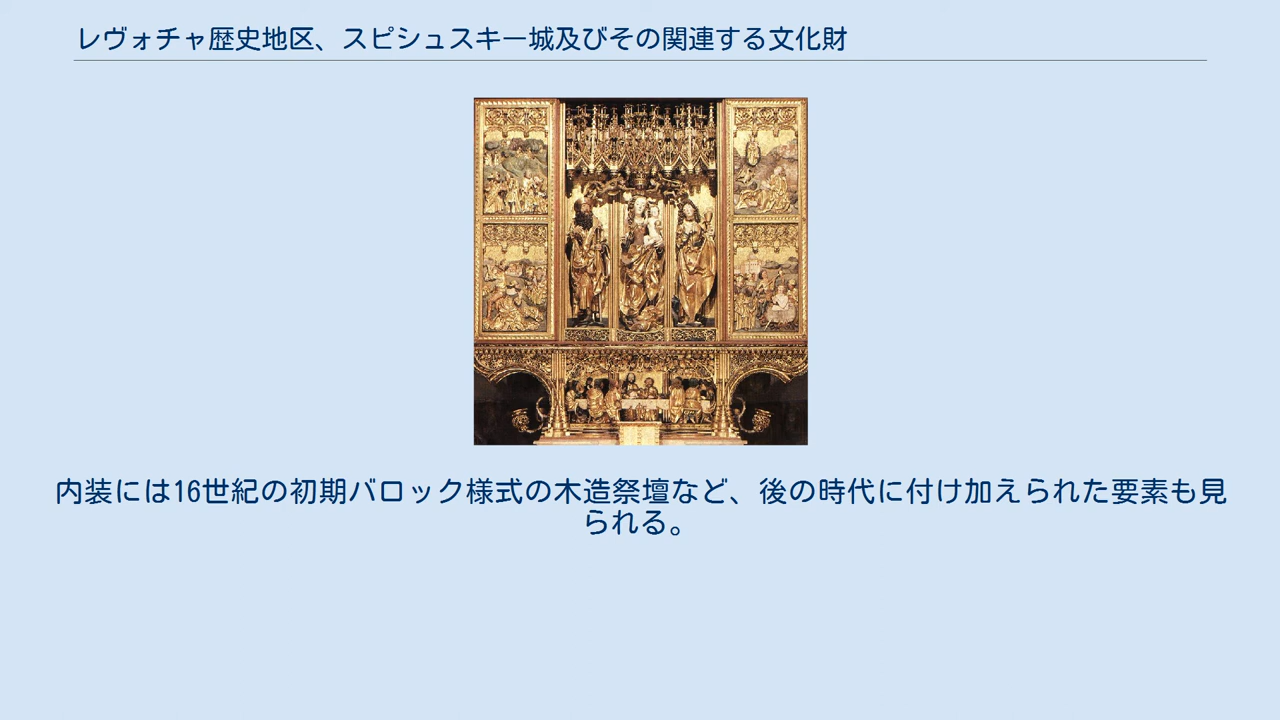 レヴォチャ歴史地区、スピシュスキー城及びその関連する文化財
内装には16世紀の初期バロック様式の木造祭壇など、後の時代に付け加えられた要素も見
られる。